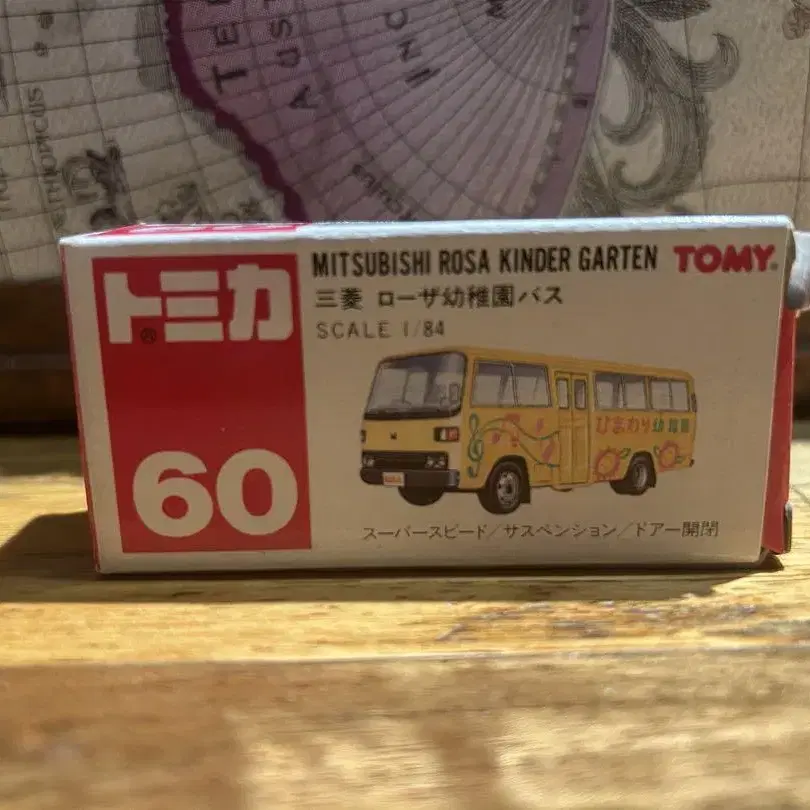 トミカ®
60
MITSUBISHI ROSA KINDER GARTEN
TOMY®
三菱 ローザ幼稚園バス
SCALE 1/84
ひまわり幼稚園
スーパースピード/サスペンション/ドアー開閉